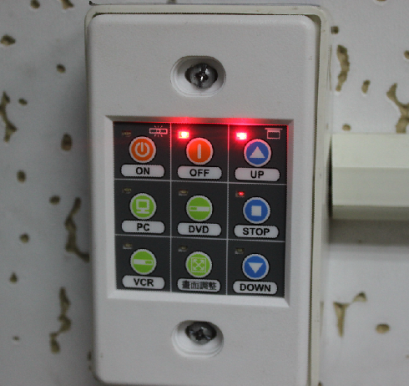 ON OFF UP
PC DVD STOP
VCR 畫面調整 DOWN